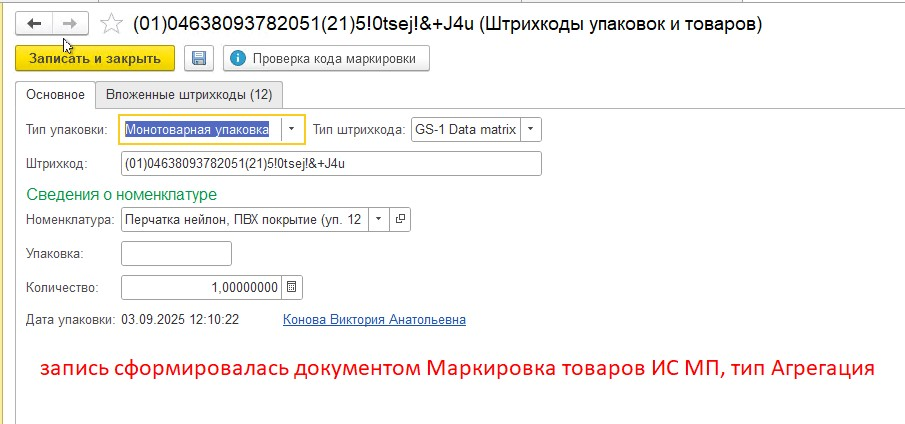 (01)04638093782051(21)5!0tsej!&+J4u (Штрихкоды упаковок и товаров)
Записать и закрыть Проверка кода маркировки
Основное Вложенные штрихкоды (12)
Тип упаковки: Монотоварная упаковка Тип штрихкода: GS-1 Data matrix
Штрихкод: (01)04638093782051(21)5!0tsej!&+J4u
Сведения о номенклатуре
Номенклатура: Перчатка нейлон, ПВХ покрытие (уп. 12
Упаковка:
Количество: 1,00000000
Дата упаковки: 03.09.2025 12:10:22 Конова Виктория Анатольевна
запись сформировалась документом Маркировка товаров ИС МП, тип Агрегация